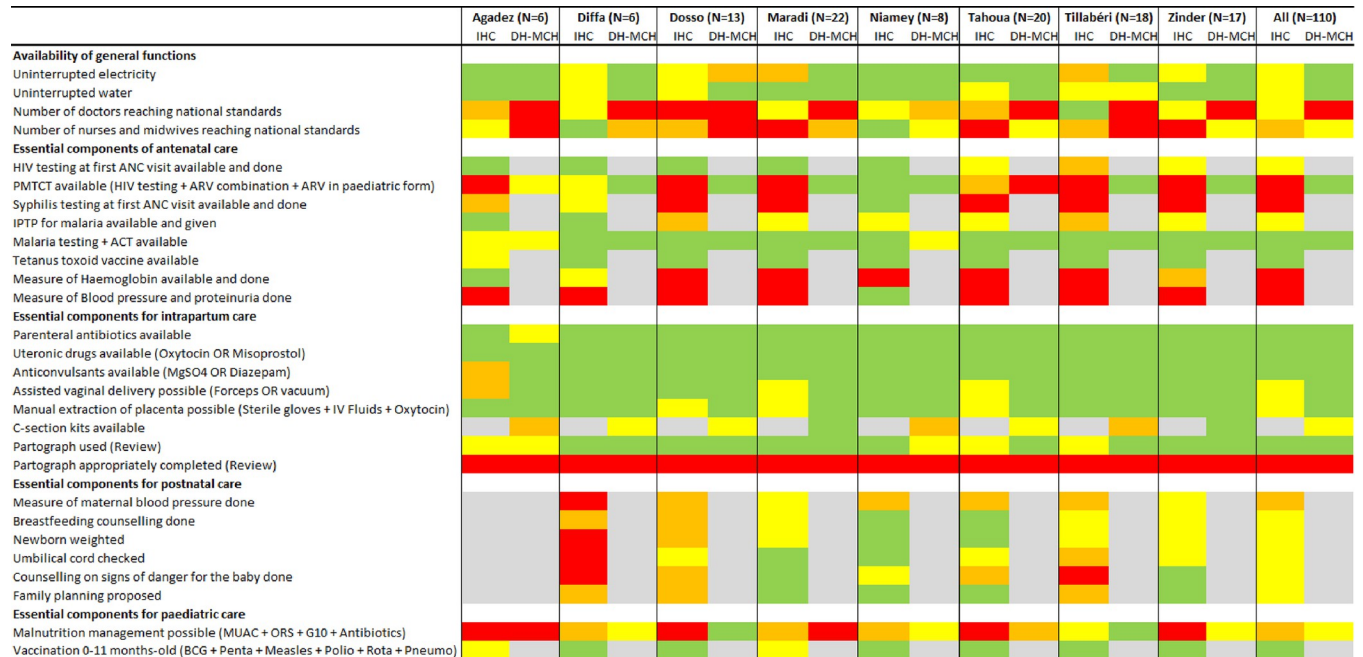 Agadez (N=6) Diffa (N=6) Dosso (N=13) Maradi (N=22) Niamey (N=8) Tahoua (N=20) Tillabéri (N=18) Zinder (N=17) All (N=110)
IHC DH-MCH IHC DH-MCH IHC DH-MCH IHC DH-MCH IHC DH-MCH IHC DH-MCH IHC DH-MCH IHC DH-MCH IHC DH-MCH
Availability of general functions
Uninterrupted electricity
Uninterrupted water
Number of doctors reaching national standards
Number of nurses and midwives reaching national standards
Essential components of antenatal care
HIV testing at first ANC visit available and done
PMTCT available (HIV testing + ARV combination + ARV in paediatric form)
Syphilis testing at first ANC visit available and done
IPTP for malaria available and given
Malaria testing + ACT available
Tetanus toxoid vaccine available
Measure of Haemoglobin available and done
Measure of Blood pressure and proteinuria done
Essential components for intrapartum care
Parenteral antibiotics available
Uteronic drugs available (Oxytocin OR Misoprostol)
Anticonvulsants available (MgSO4 OR Diazepam)
Assisted vaginal delivery possible (Forceps OR vacuum)
Manual extraction of placenta possible (Sterile gloves + IV Fluids + Oxytocin)
C-section kits available
Partograph used (Review)
Partograph appropriately completed (Review)
Essential components for postnatal care
Measure of maternal blood pressure done
Breastfeeding counselling done
Newborn weighted
Umbilical cord checked
Counselling on signs of danger for the baby done
Family planning proposed
Essential components for paediatric care
Malnutrition management possible (MUAC + ORS + G10 + Antibiotics)
Vaccination 0-11 months-old (BCG + Penta + Measles + Polio + Rota + Pneumo)